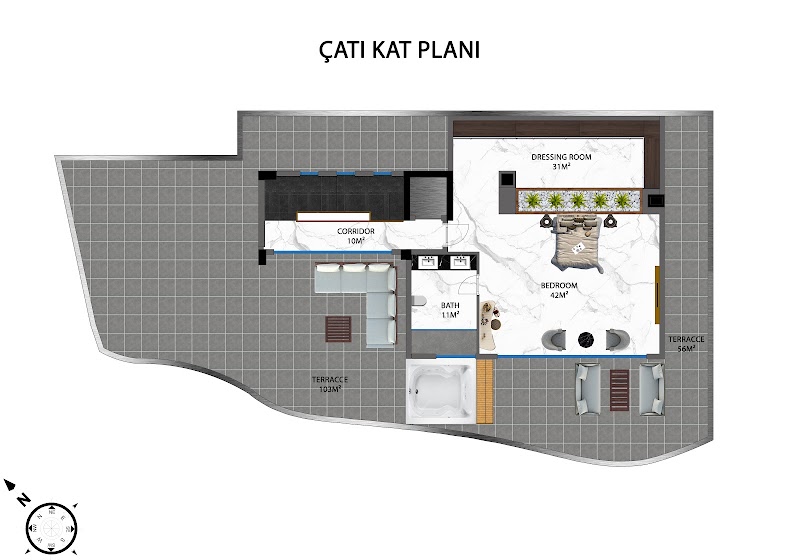 ÇATI KAT PLANI
DRESSING ROOM
31M²
CORRIDOR
10M²
BEDROOM
42M²
BATH
11M²
TERRACCE
56M²
TERRACCE
103M²
N